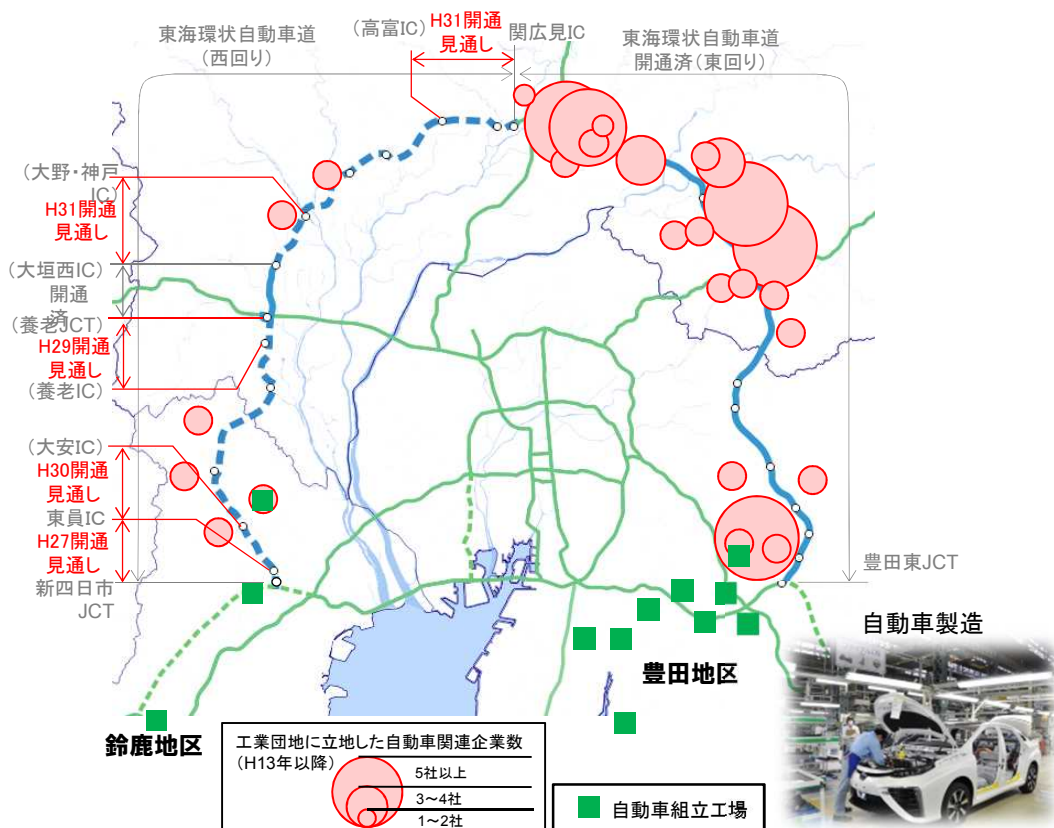 東海環状自動車道
(西回り)
(高富IC)
H31開通
見通し
関広見IC
東海環状自動車道
開通済(東回り)
(大野・神戸
IC)
H31開通
見通し
(大垣西IC)
開通
済
(養老JCT)
H29開通
見通し
(養老IC)
(大安IC)
H30開通
見通し
東員IC
H27開通
見通し
新四日市
JCT
豊田東JCT
自動車製造
豊田地区
鈴鹿地区
工業団地に立地した自動車関連企業数
(H13年以降)
5社以上
3～4社
1～2社
自動車組立工場